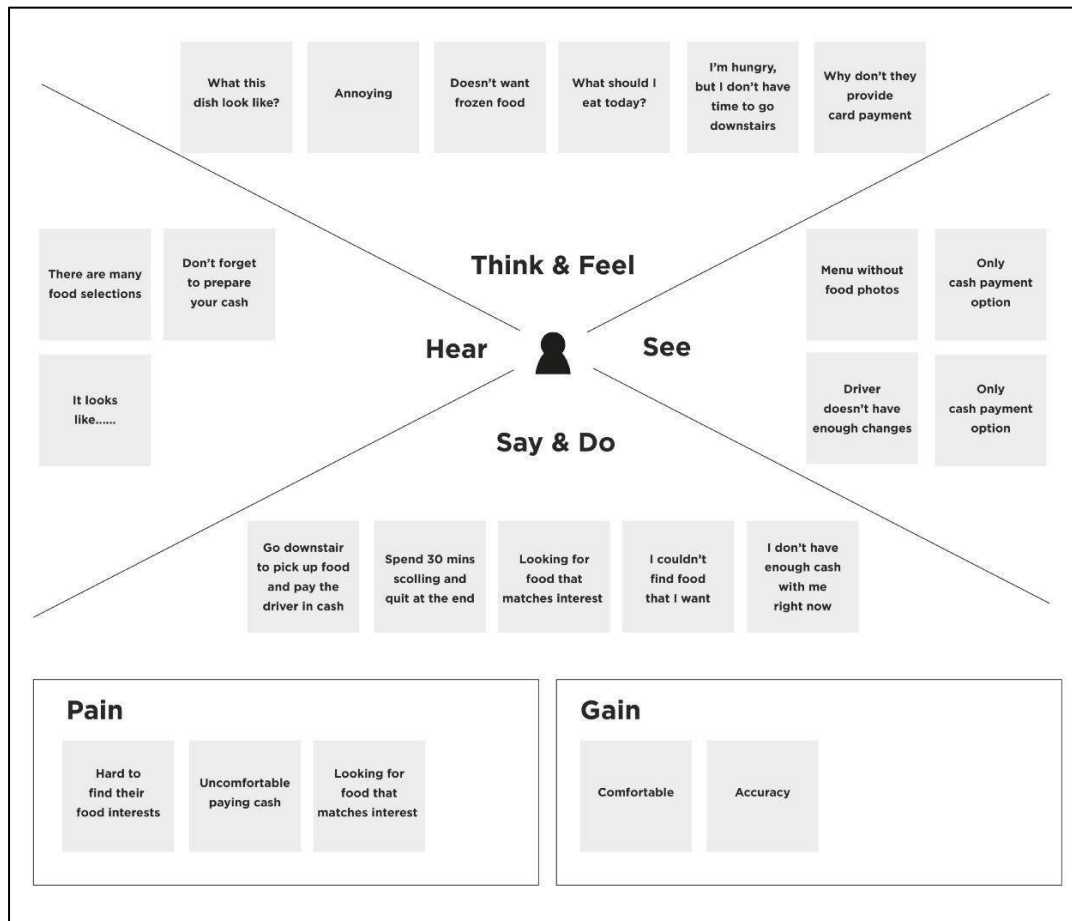 What this
dish look like?
Annoying
Doesn't want
frozen food
What should I
eat today?
I'm hungry,
but I don't have
time to go
downstairs
Why don't they
provide
card payment
Think & Feel
There are many
food selections
Don't forget
to prepare
your cash
It looks
like......
Hear
See
Menu without
food photos
Only
cash payment
option
Driver
doesn't have
enough changes
Only
cash payment
option
Say & Do
Go downstair
to pick up food
and pay the
driver in cash
Spend 30 mins
scolling and
quit at the end
Looking for
food that
matches interest
I couldn't
find food
that I want
I don't have
enough cash
with me
right now
Pain
Hard to
find their
food interests
Uncomfortable
paying cash
Looking for
food that
matches interest
Gain
Comfortable
Accuracy